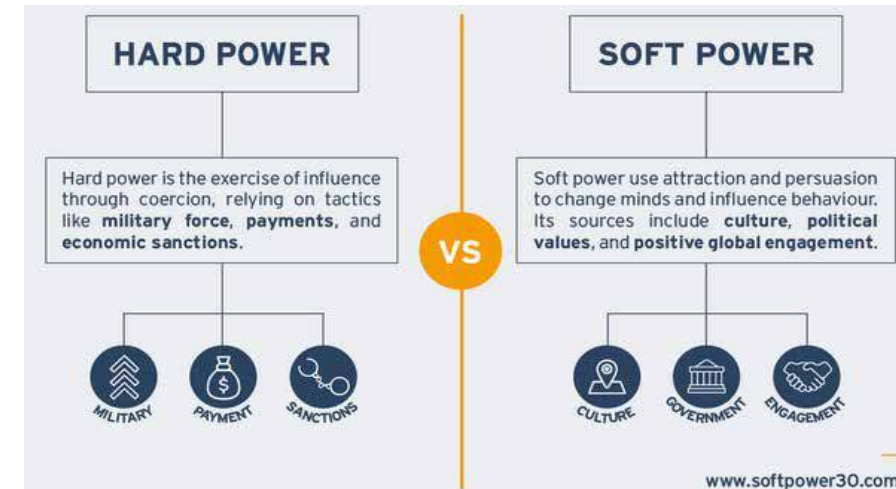 HARD POWER
Hard power is the exercise of influence
through coercion, relying on tactics
like military force, payments, and
economic sanctions.
MILITARY
PAYMENT
$
SANCTIONS
VS
SOFT POWER
Soft power use attraction and persuasion
to change minds and influence behaviour.
Its sources include culture, political
values, and positive global engagement.
CULTURE
GOVERNMENT
ENGAGEMENT
www.softpower30.com